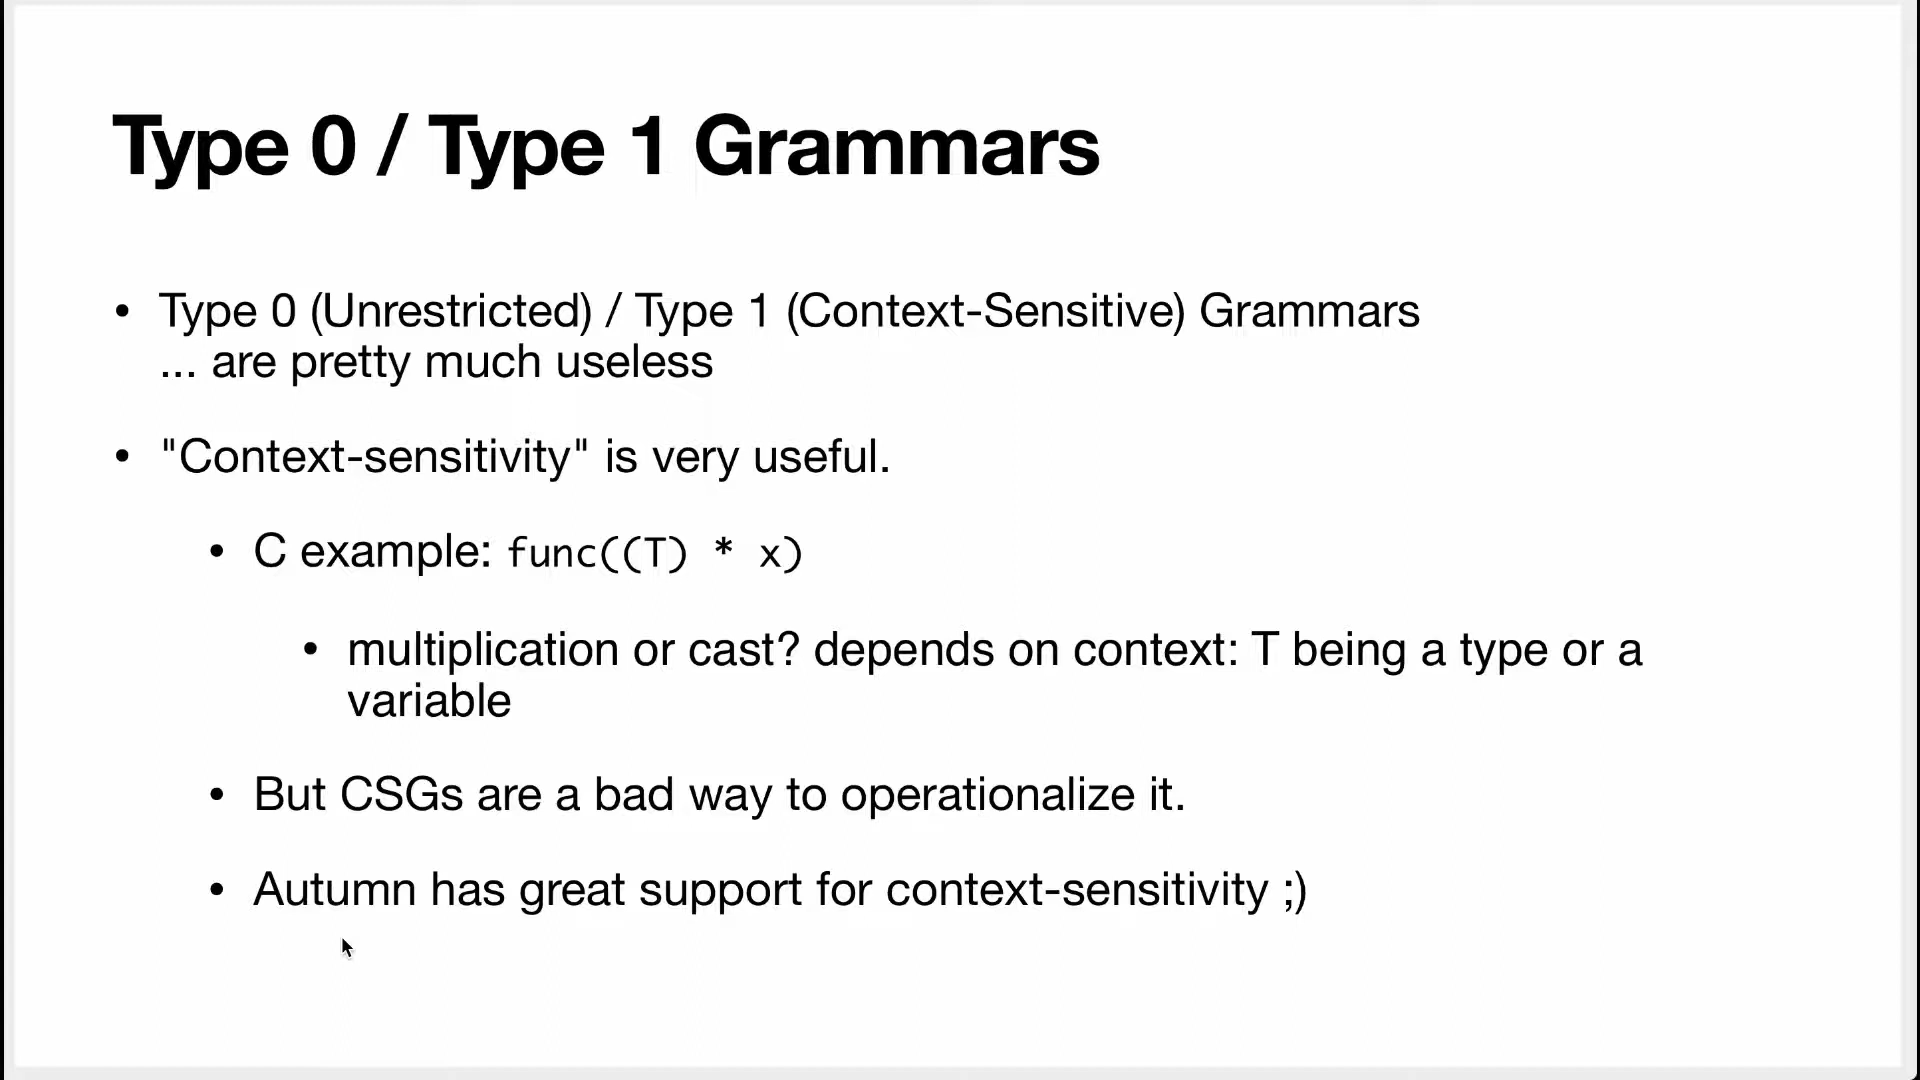 Type 0 / Type 1 Grammars
• Type 0 (Unrestricted) / Type 1 (Context-Sensitive) Grammars
... are pretty much useless
• "Context-sensitivity" is very useful.
• C example: func((T) * x)
• multiplication or cast? depends on context: T being a type or a
variable
• But CSGs are a bad way to operationalize it.
• Autumn has great support for context-sensitivity ;)